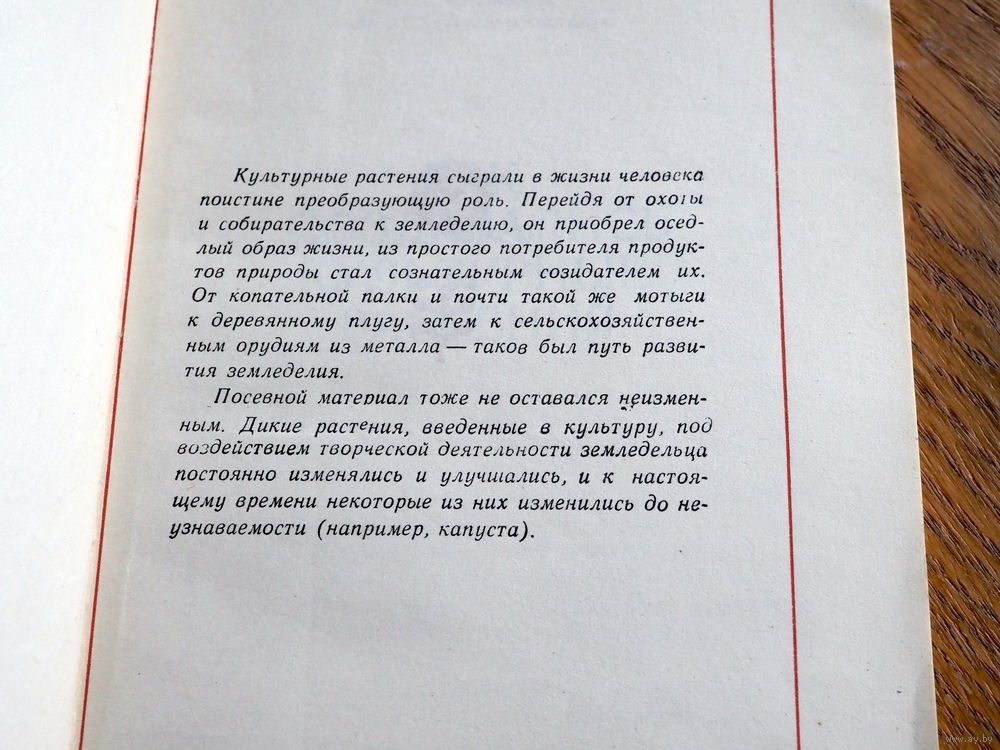 Культурные растения сыграли в жизни человека
поистине преобразующую роль. Перейдя от охоты
и собирательства к земледелию, он приобрел осед-
лый образ жизни, из простого потребителя продук-
тов природы стал сознательным созидателем их.
От копательной палки и почти такой же мотыги
к деревянному плугу, затем к сельскохозяйствен-
ным орудиям из металла — таков был путь разви-
тия земледелия.
Посевной материал тоже не оставался неизмен-
ным. Дикие растения, введенные в культуру, под
воздействием творческой деятельности земледельца
постоянно изменялись и улучшались, и к настоя-
щему времени некоторые из них изменились до не-
узнаваемости (например, капуста).
www.ay.by